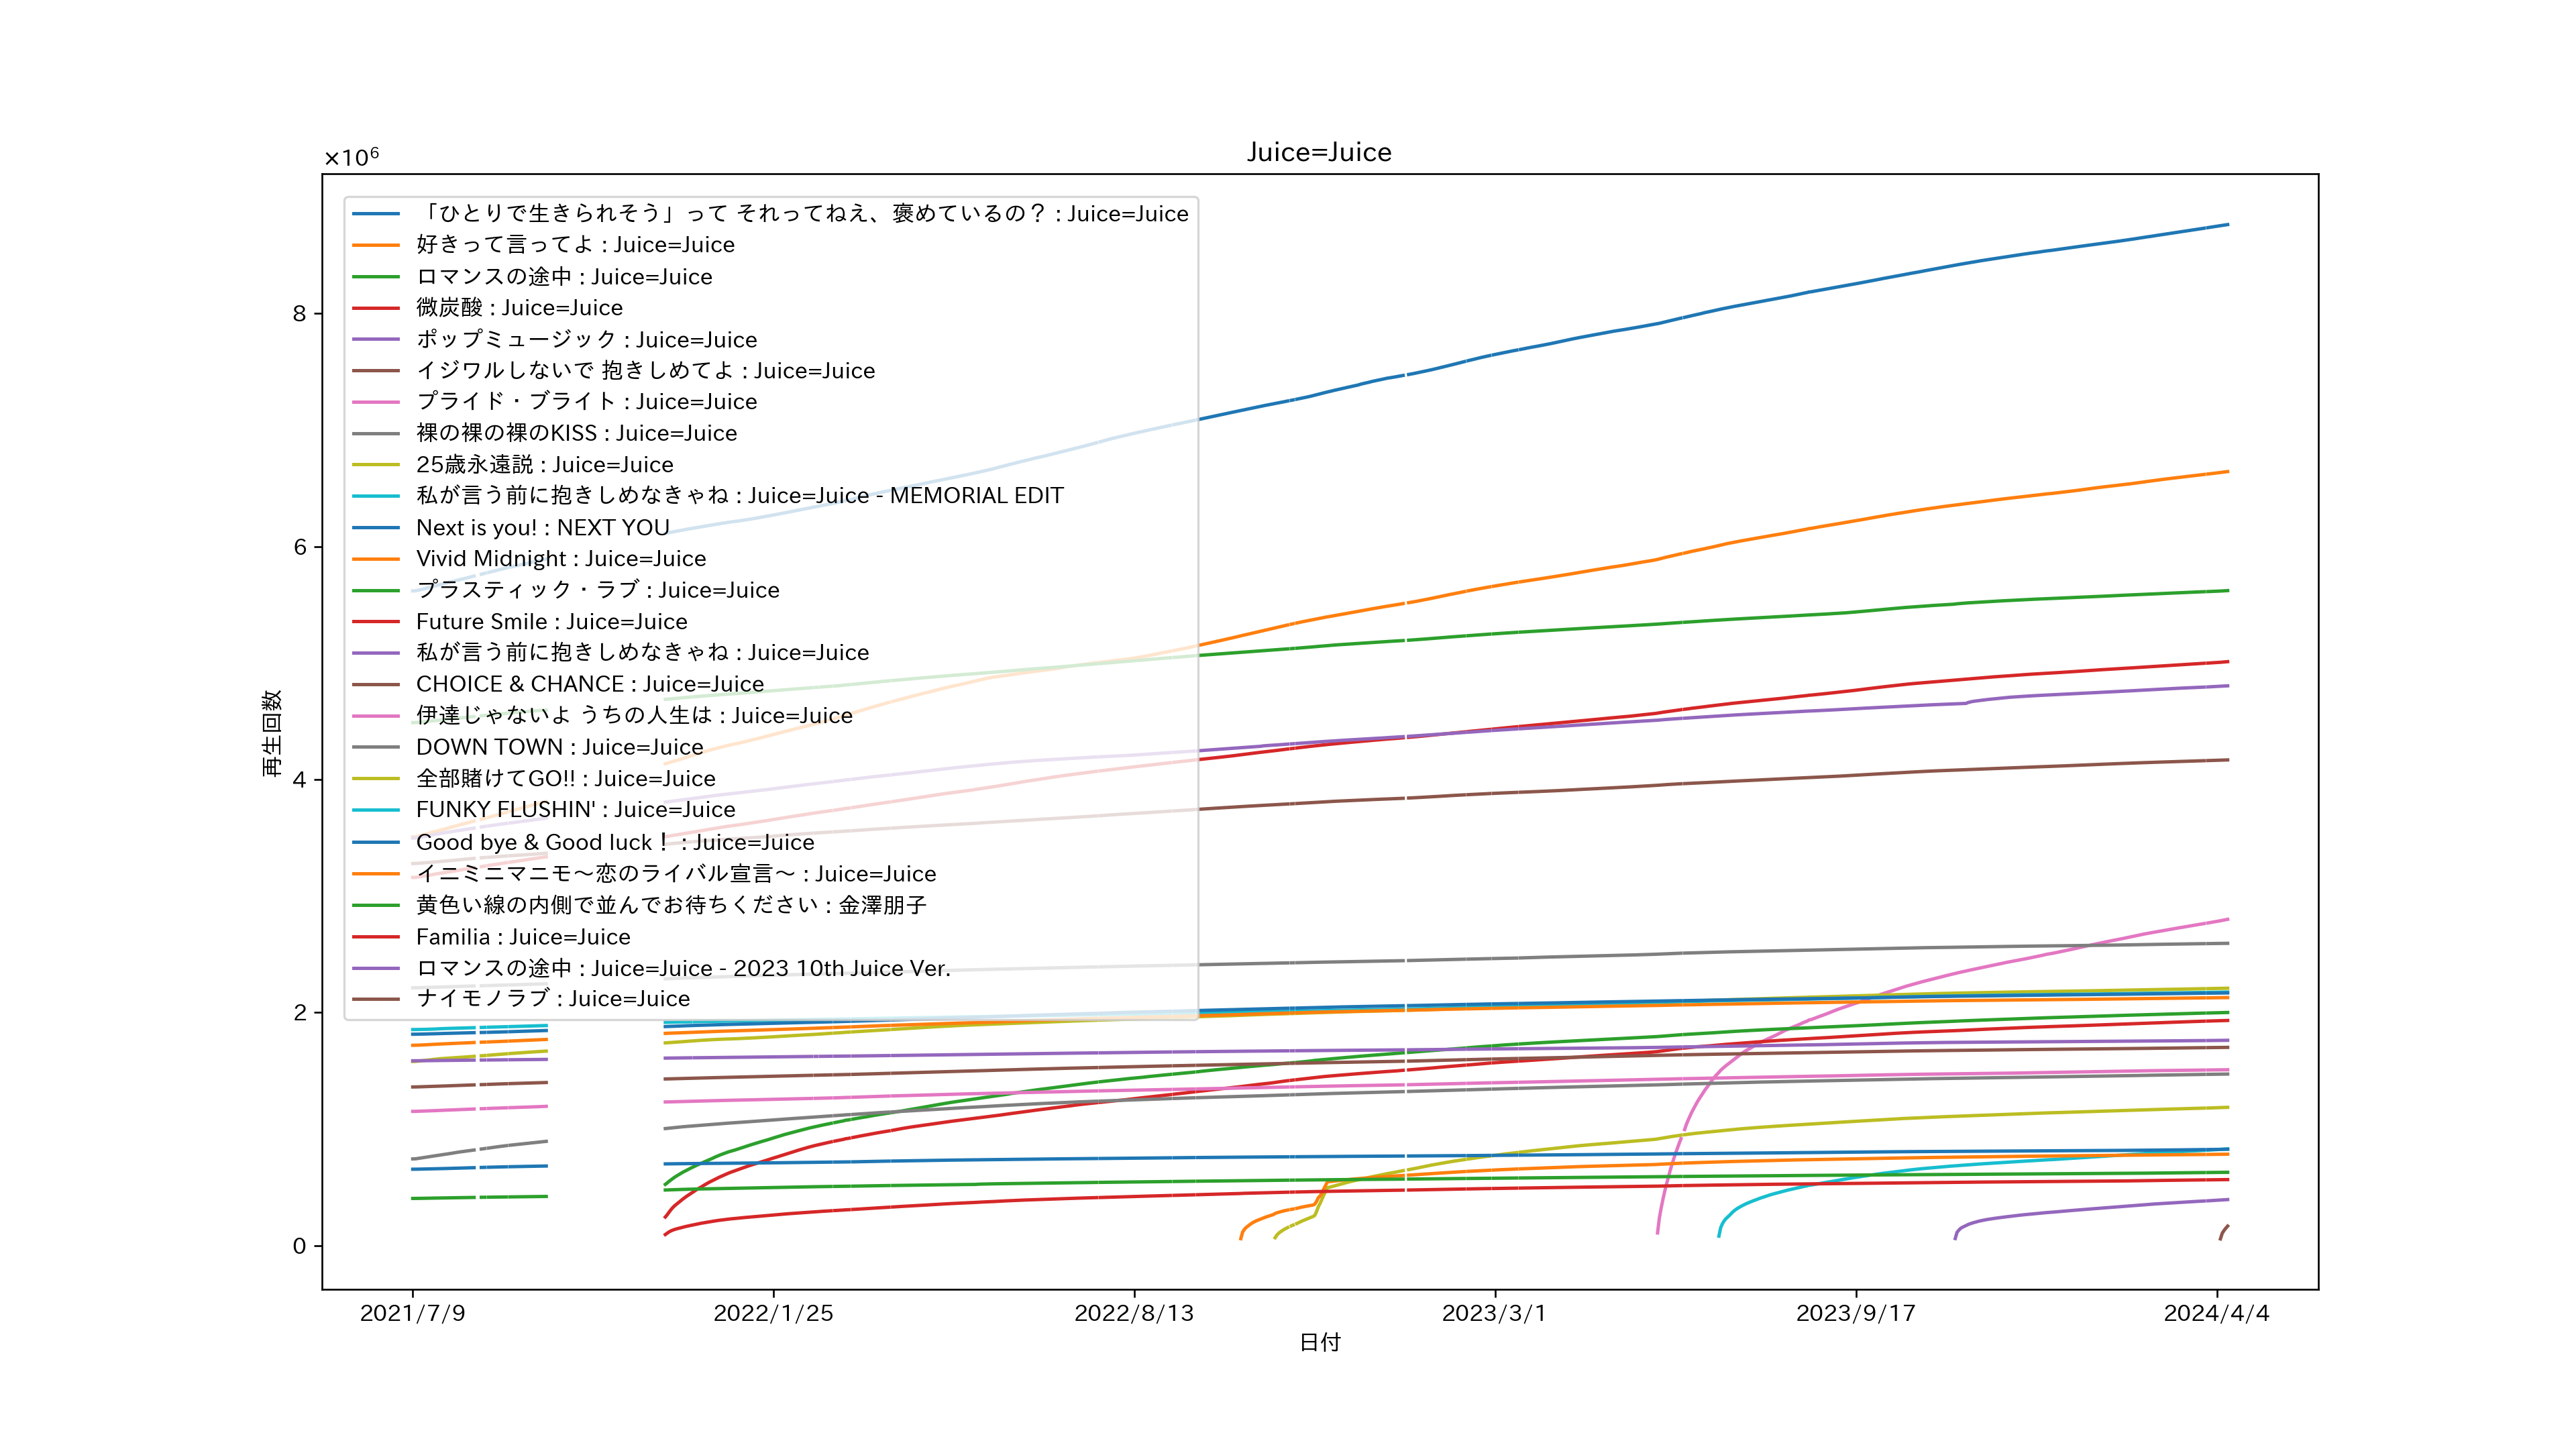 Juice=Juice
×10⁶
「ひとりで生きられそう」って それってねえ、褒めているの？ : Juice=Juice
好きって言ってよ : Juice=Juice
ロマンスの途中 : Juice=Juice
微炭酸 : Juice=Juice
ポップミュージック : Juice=Juice
イジワルしないで 抱きしめてよ : Juice=Juice
プライド・ブライト : Juice=Juice
裸の裸の裸のKISS : Juice=Juice
25歳永遠説 : Juice=Juice
私が言う前に抱きしめなきゃね : Juice=Juice - MEMORIAL EDIT
Next is you! : NEXT YOU
Vivid Midnight : Juice=Juice
プラスティック・ラブ : Juice=Juice
Future Smile : Juice=Juice
私が言う前に抱きしめなきゃね : Juice=Juice
CHOICE & CHANCE : Juice=Juice
伊達じゃないよ うちの人生は : Juice=Juice
DOWN TOWN : Juice=Juice
全部賭けてGO!! : Juice=Juice
FUNKY FLUSHIN' : Juice=Juice
Good bye & Good luck！ : Juice=Juice
イニミニマニモ～恋のライバル宣言～ : Juice=Juice
黄色い線の内側で並んでお待ちください : 金澤朋子
Familia : Juice=Juice
ロマンスの途中 : Juice=Juice - 2023 10th Juice Ver.
ナイモノラブ : Juice=Juice
8
6
4
2
0
再生回数
2021/7/9
2022/1/25
2022/8/13
2023/3/1
2023/9/17
2024/4/4
日付